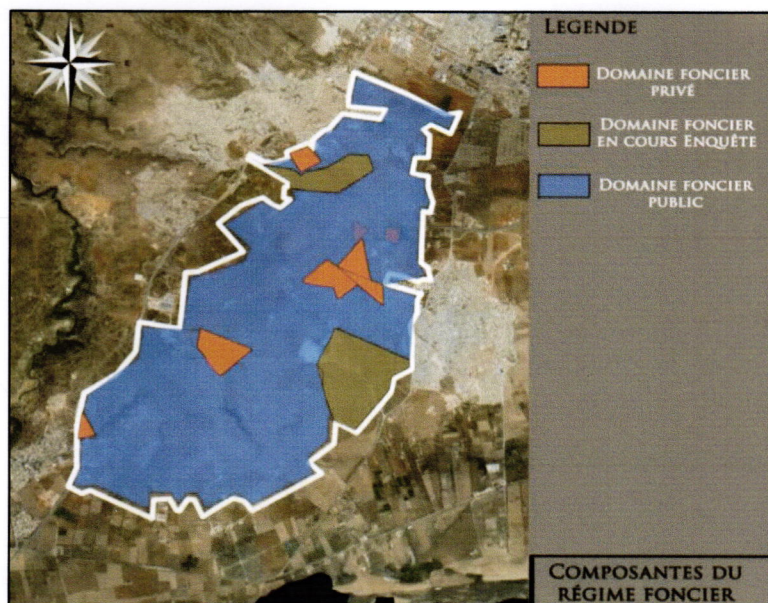 LEGENDE
DOMAINE FONCIER
PRIVÉ
DOMAINE FONCIER
EN COURS ENQUÊTE
DOMAINE FONCIER
PUBLIC
COMPOSANTES DU
RÉGIME FONCIER